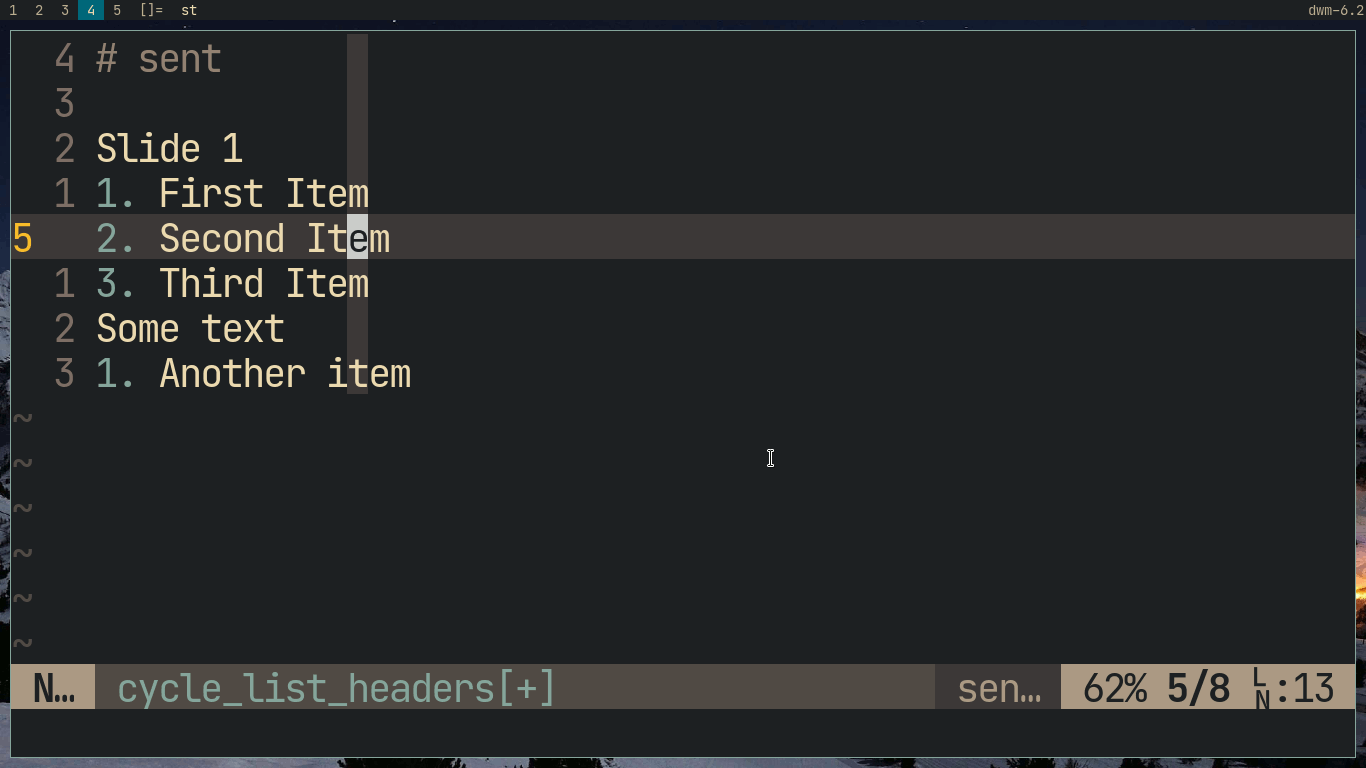 1 2 3 4 5 []= st dwm-6.2
4 # sent
3
2 Slide 1
1 1. First Item
5 2. Second Item
1 3. Third Item
2 Some text
3 1. Another item
~
~
~
~
~
~
N… cycle_list_headers[+] sen… 62% 5/8 LN:13